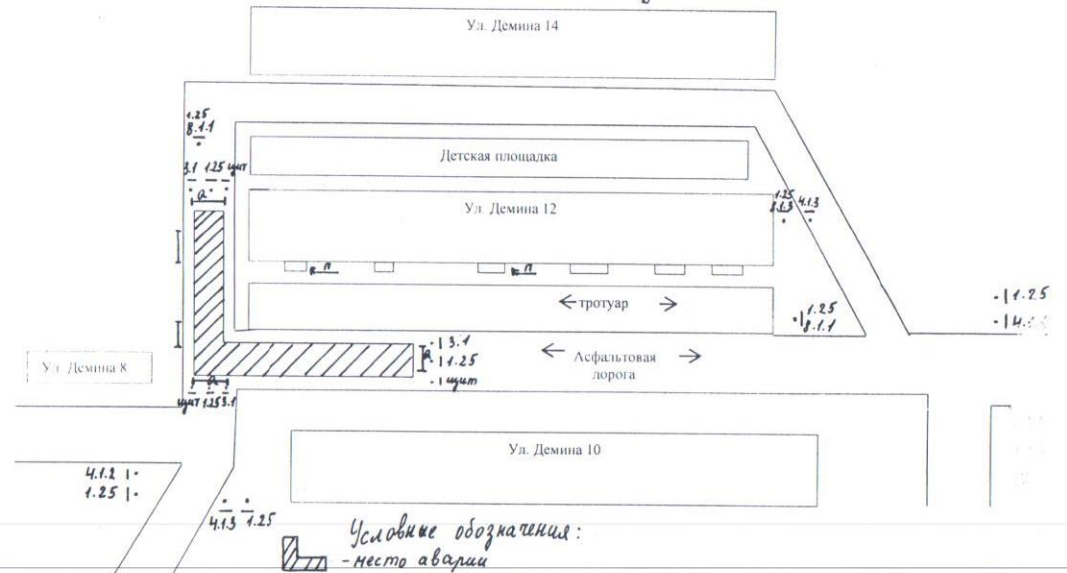 Ул. Демина 14
1.25
8.1.1
3.1 1.25 щит
а
Детская площадка
Ул. Демина 12
1.25
8.1.3 4.1.3
п п
← тротуар →
1.25
8.1.1
1.25
3.1
1.25
щит
а
← Асфальтовая →
дорога
Ул. Демина 8
а
щит 1.25 3.1
Ул. Демина 10
4.1.2
1.25
4.1.3 1.25
Условные обозначения:
- место аварии